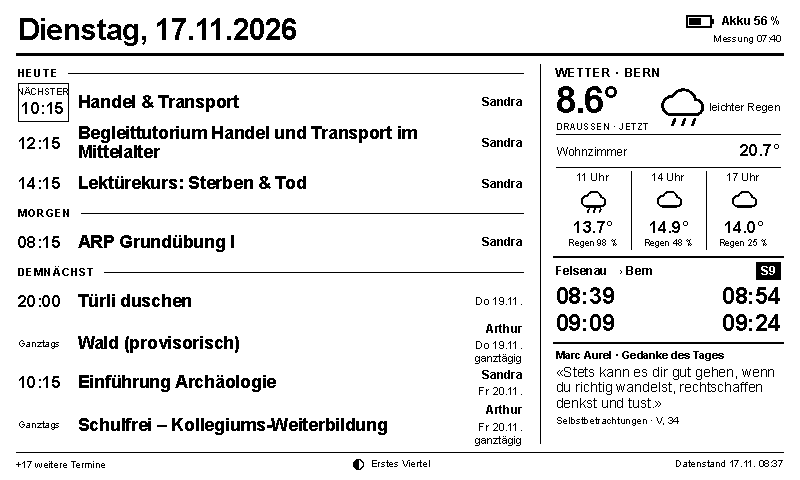 Dienstag, 17.11.2026
Akku 56 %
Messung 07:40
HEUTE
NÄCHSTER
10:15 Handel & Transport Sandra
12:15 Begleittutorium Handel und Transport im
Mittelalter Sandra
14:15 Lektürekurs: Sterben & Tod Sandra
MORGEN
08:15 ARP Grundübung I Sandra
DEMNÄCHST
20:00 Türli duschen Do 19.11.
Ganztags Wald (provisorisch) Arthur
Do 19.11.
ganztägig
10:15 Einführung Archäologie Sandra
Fr 20.11.
Ganztags Schulfrei – Kollegiums-Weiterbildung Arthur
Fr 20.11.
ganztägig
WETTER · BERN
8.6° leichter Regen
DRAUSSEN · JETZT
Wohnzimmer 20.7°
11 Uhr 14 Uhr 17 Uhr
13.7° 14.9° 14.0°
Regen 98 % Regen 48 % Regen 25 %
Felsenau › Bern S9
08:39 08:54
09:09 09:24
Marc Aurel · Gedanke des Tages
«Stets kann es dir gut gehen, wenn
du richtig wandelst, rechtschaffen
denkst und tust.»
Selbstbetrachtungen · V, 34
+17 weitere Termine
Erstes Viertel
Datenstand 17.11. 08:37